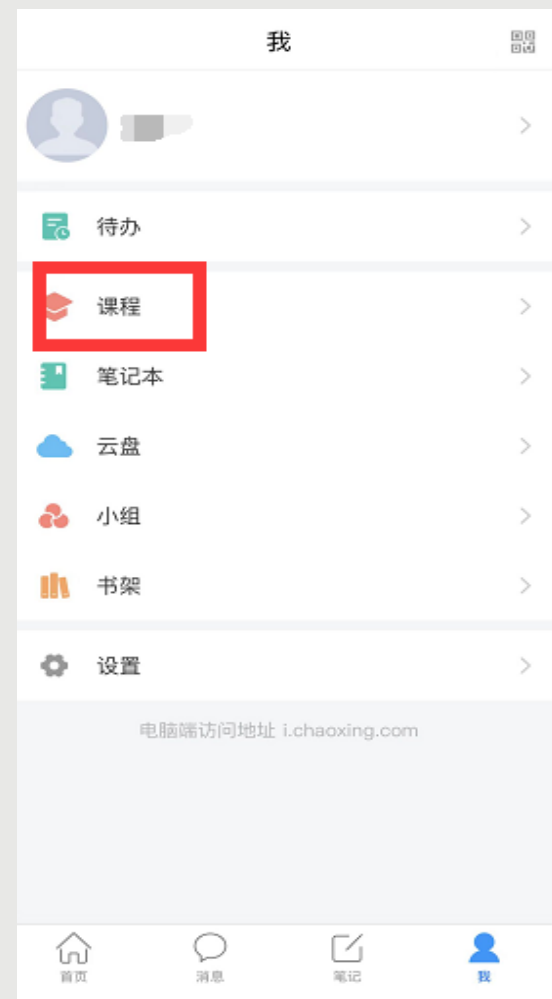 我
待办
课程
笔记本
云盘
小组
书架
设置
电脑端访问地址 i.chaoxing.com
首页
消息
笔记
我